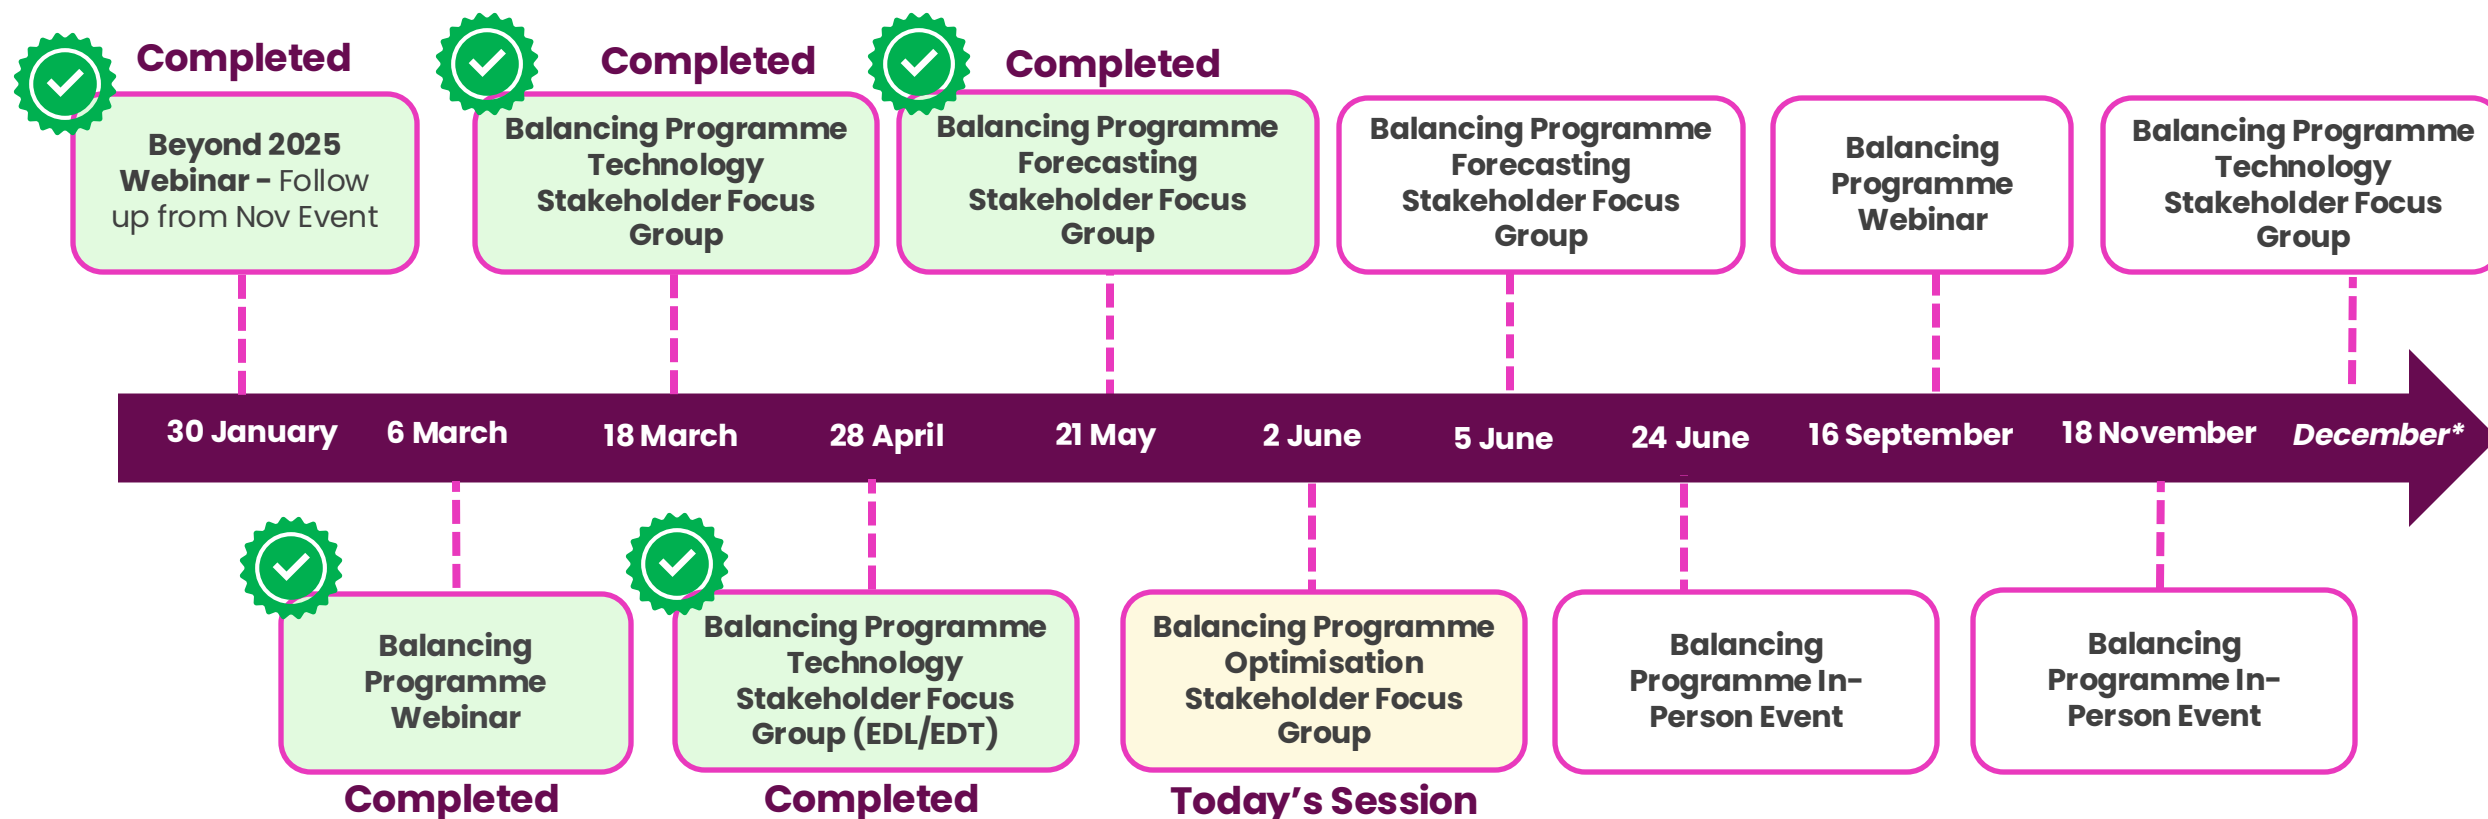 Completed
Beyond 2025
Webinar – Follow
up from Nov Event
Completed
Balancing Programme
Technology
Stakeholder Focus
Group
Completed
Balancing Programme
Forecasting
Stakeholder Focus
Group
Balancing Programme
Forecasting
Stakeholder Focus
Group
Balancing
Programme
Webinar
Balancing Programme
Technology
Stakeholder Focus
Group
30 January
6 March
18 March
28 April
21 May
2 June
5 June
24 June
16 September
18 November
December*
Balancing
Programme
Webinar
Completed
Balancing Programme
Technology
Stakeholder Focus
Group (EDL/EDT)
Completed
Balancing Programme
Optimisation
Stakeholder Focus
Group
Today’s Session
Balancing
Programme In-
Person Event
Balancing
Programme In-
Person Event